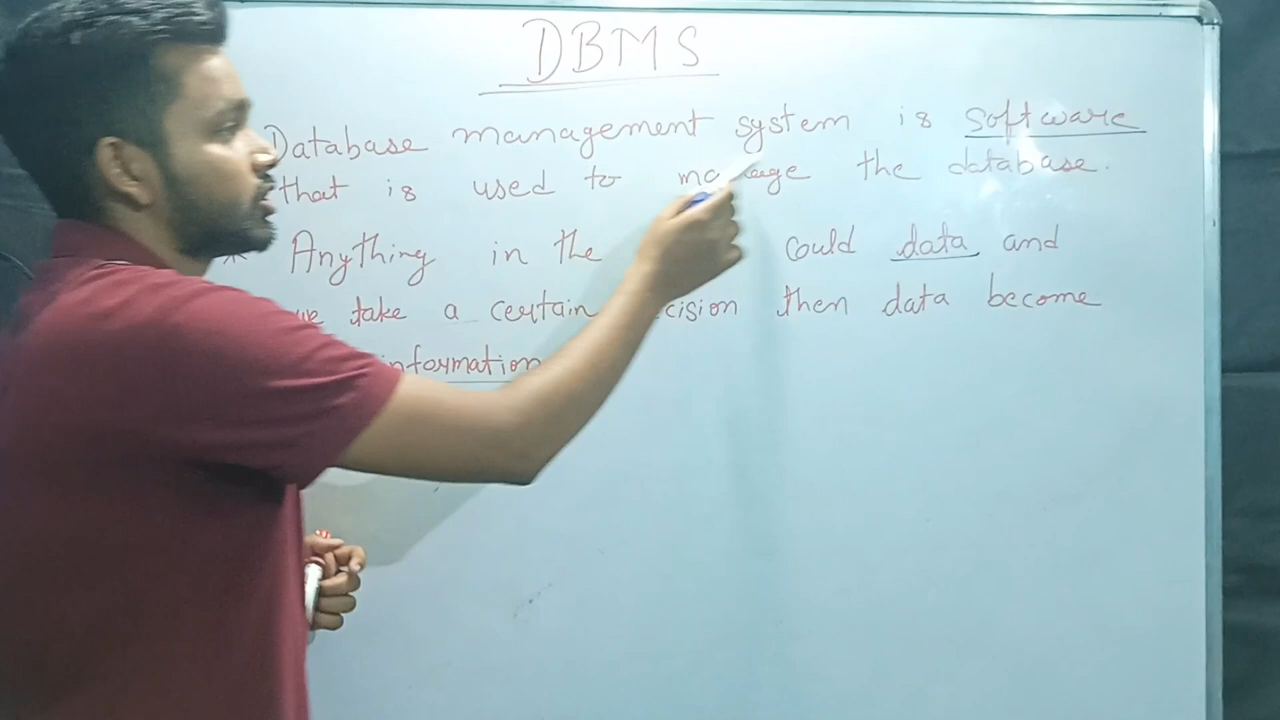 DBMS
Database management system is software
that is used to the database.
* Anything in the could data and
we take a certain then data become
information